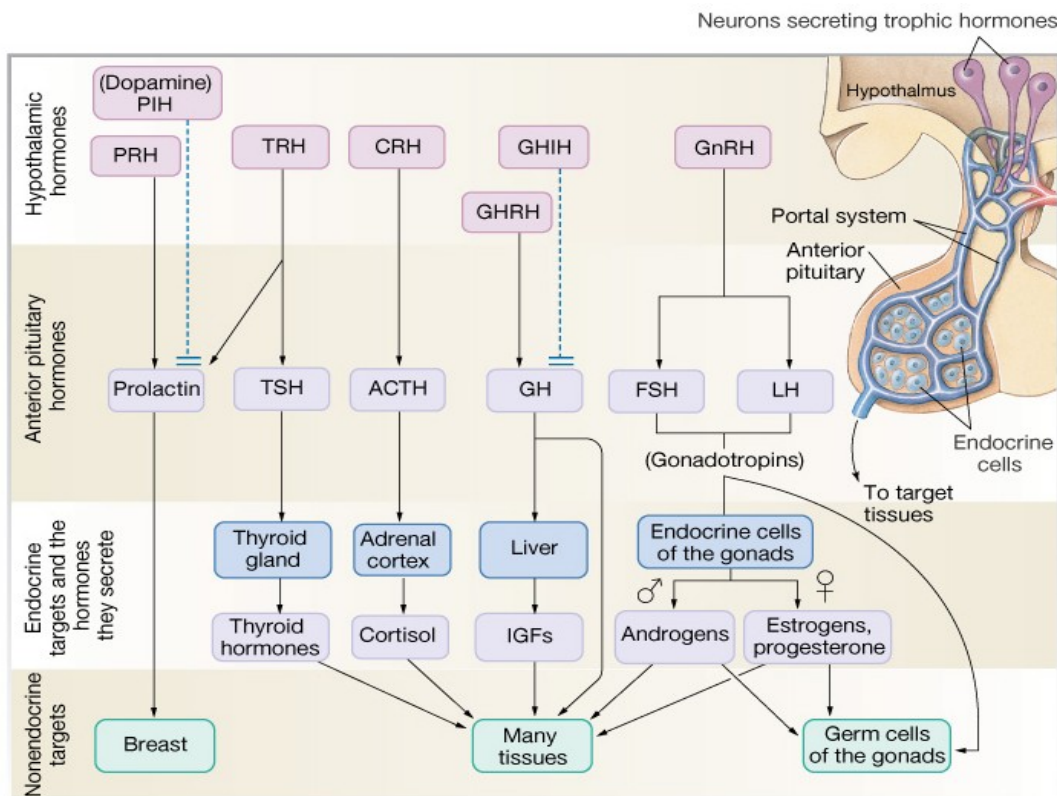 Neurons secreting trophic hormones
Hypothalmus
Portal system
Anterior
pituitary
Endocrine
cells
To target
tissues
Hypothalamic
hormones
(Dopamine)
PIH
PRH
TRH
CRH
GHIH
GHRH
GnRH
Anterior pituitary
hormones
Prolactin
TSH
ACTH
GH
FSH
LH
(Gonadotropins)
Endocrine
targets and the
hormones
they secrete
Thyroid
gland
Adrenal
cortex
Liver
Endocrine cells
of the gonads
♂
♀
Thyroid
hormones
Cortisol
IGFs
Androgens
Estrogens,
progesterone
Nonendocrine
targets
Breast
Many
tissues
Germ cells
of the gonads